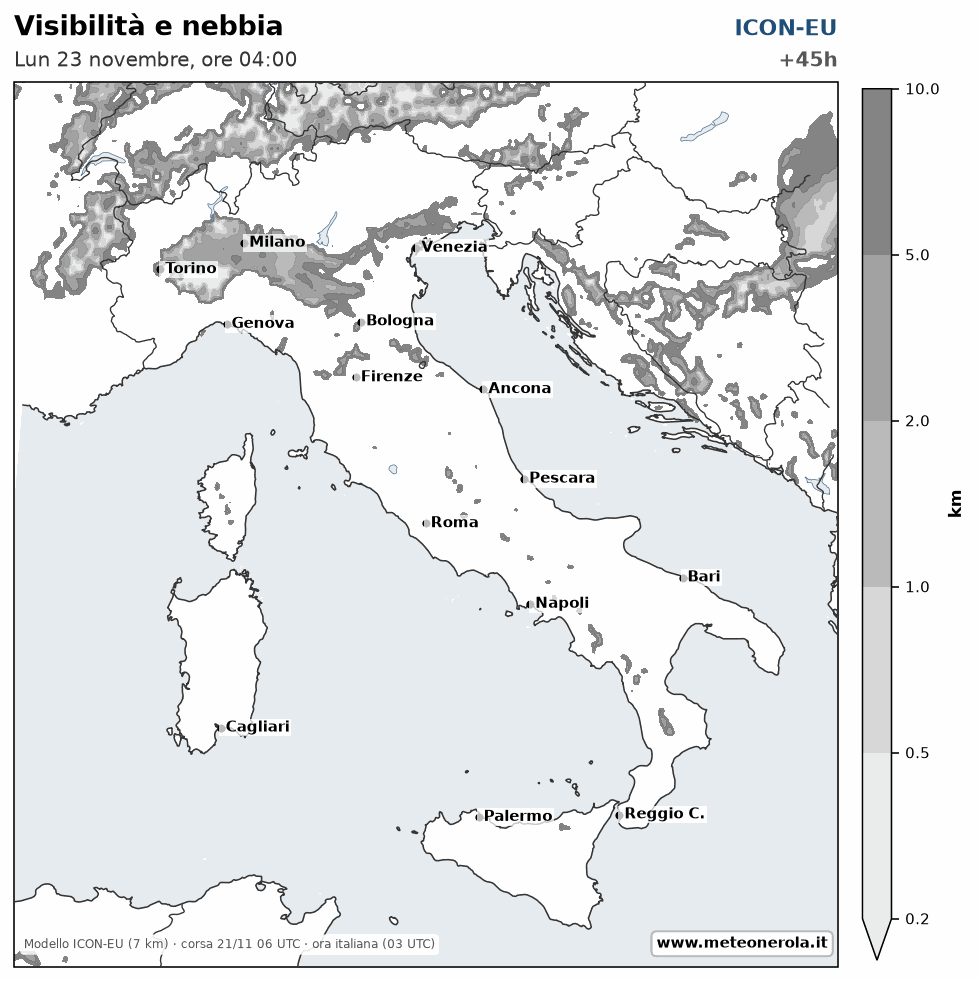 Visibilità e nebbia
ICON-EU
Lun 23 novembre, ore 04:00
+45h
10.0
5.0
2.0
1.0
0.5
0.2
km
Milano
Venezia
Torino
Genova
Bologna
Firenze
Ancona
Pescara
Roma
Bari
Napoli
Cagliari
Palermo
Reggio C.
Modello ICON-EU (7 km) · corsa 21/11 06 UTC · ora italiana (03 UTC)
www.meteonerola.it